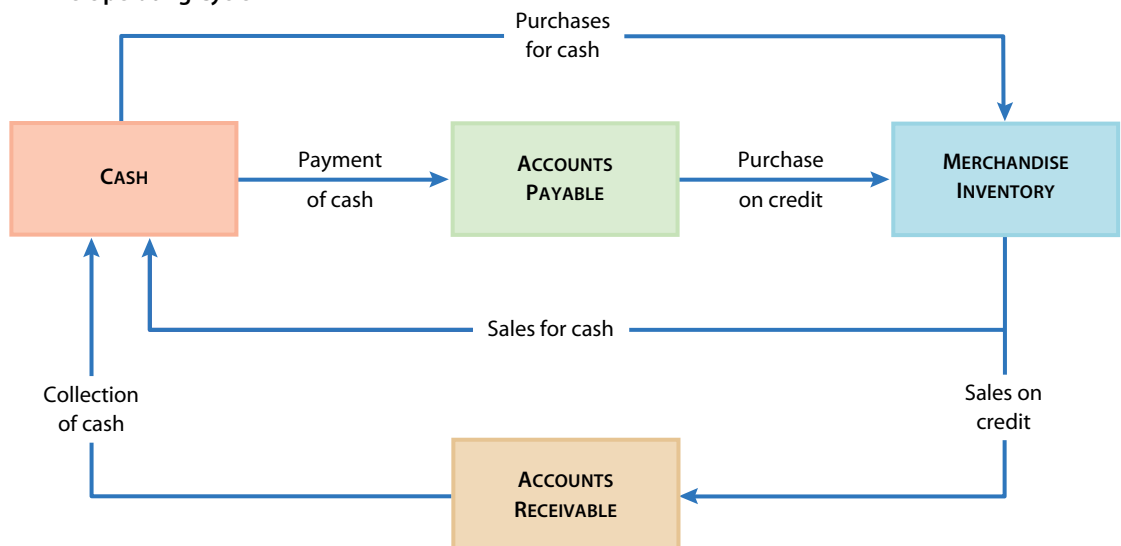 Purchases
for cash
CASH
Payment
of cash
ACCOUNTS
PAYABLE
Purchase
on credit
MERCHANDISE
INVENTORY
Sales for cash
Collection
of cash
Sales on
credit
ACCOUNTS
RECEIVABLE